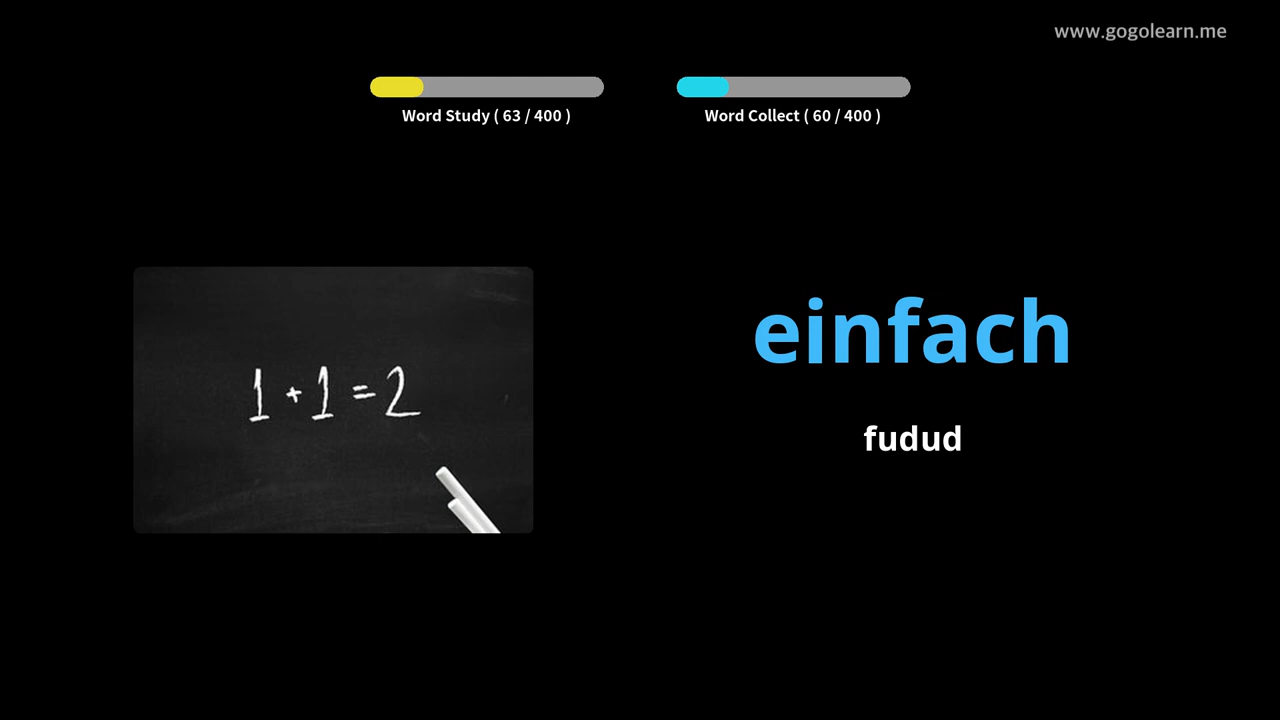 www.gogolearn.me
Word Study ( 63 / 400 )
Word Collect ( 60 / 400 )
1 + 1 = 2
einfach
fudud